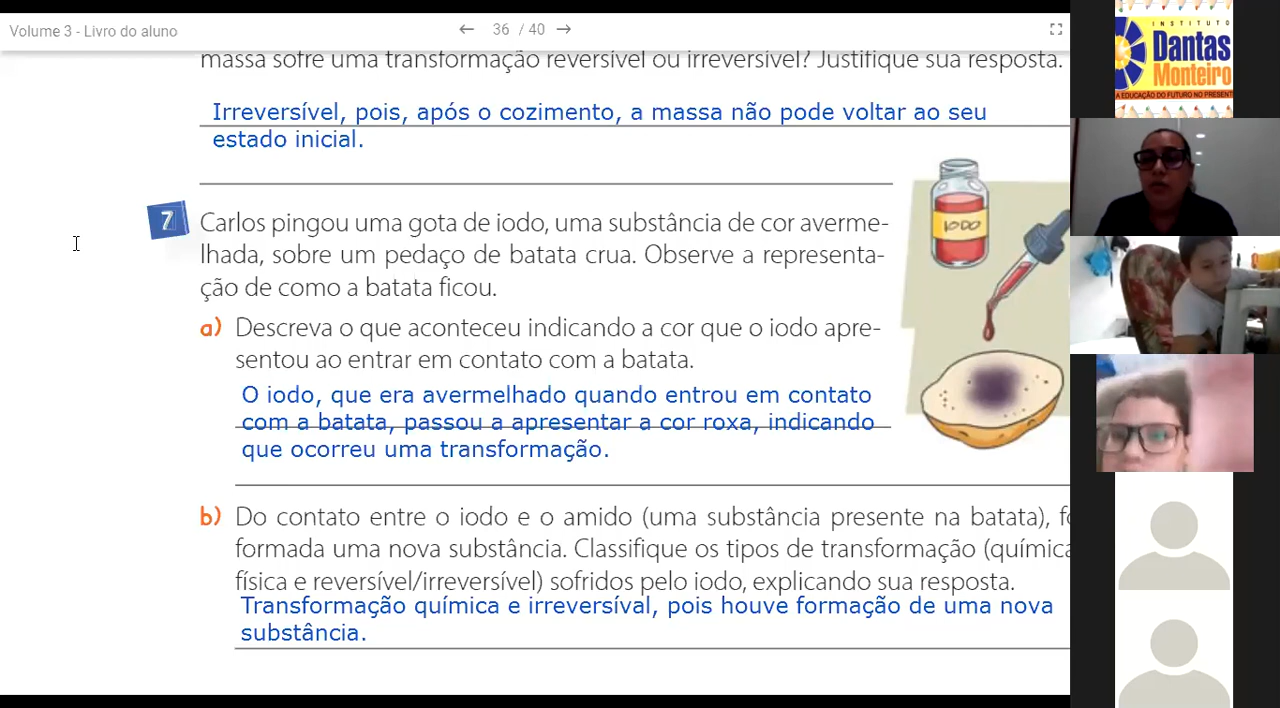 Volume 3 - Livro do aluno
36 / 40
massa sofre uma transformação reversível ou irreversível? Justifique sua resposta.
Irreversível, pois, após o cozimento, a massa não pode voltar ao seu
estado inicial.
7
Carlos pingou uma gota de iodo, uma substância de cor averme-
lhada, sobre um pedaço de batata crua. Observe a representa-
ção de como a batata ficou.
IODO
a) Descreva o que aconteceu indicando a cor que o iodo apre-
sentou ao entrar em contato com a batata.
O iodo, que era avermelhado quando entrou em contato
com a batata, passou a apresentar a cor roxa, indicando
que ocorreu uma transformação.
b) Do contato entre o iodo e o amido (uma substância presente na batata), fo
formada uma nova substância. Classifique os tipos de transformação (química
física e reversível/irreversível) sofridos pelo iodo, explicando sua resposta.
Transformação química e irreversíval, pois houve formação de uma nova
substância.
INSTITUTO
Dantas
Monteiro
A EDUCAÇÃO DO FUTURO NO PRESENT